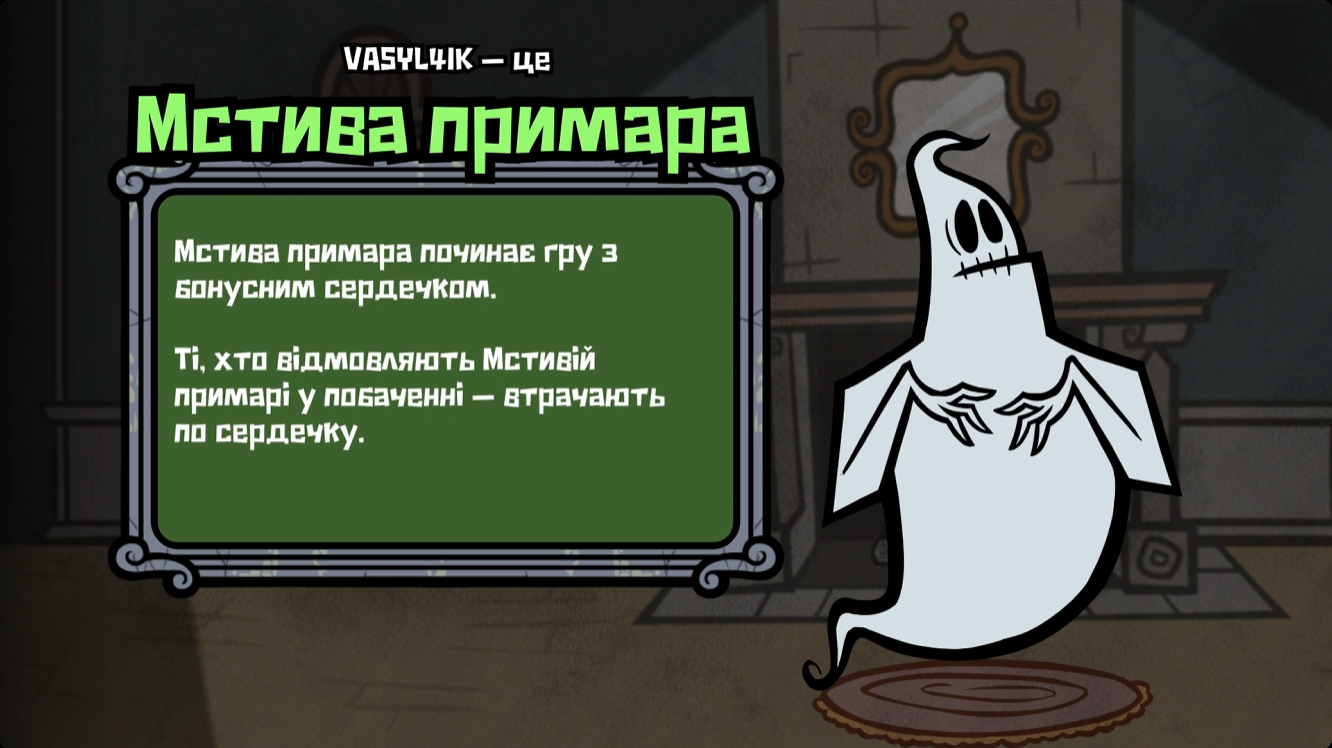 VASYL4IK — це
Мстива примара
Мстива примара починає гру з
бонусним сердечком.
Ті, хто відмовляють Мстивій
примарі у побаченні — втрачають
по сердечку.